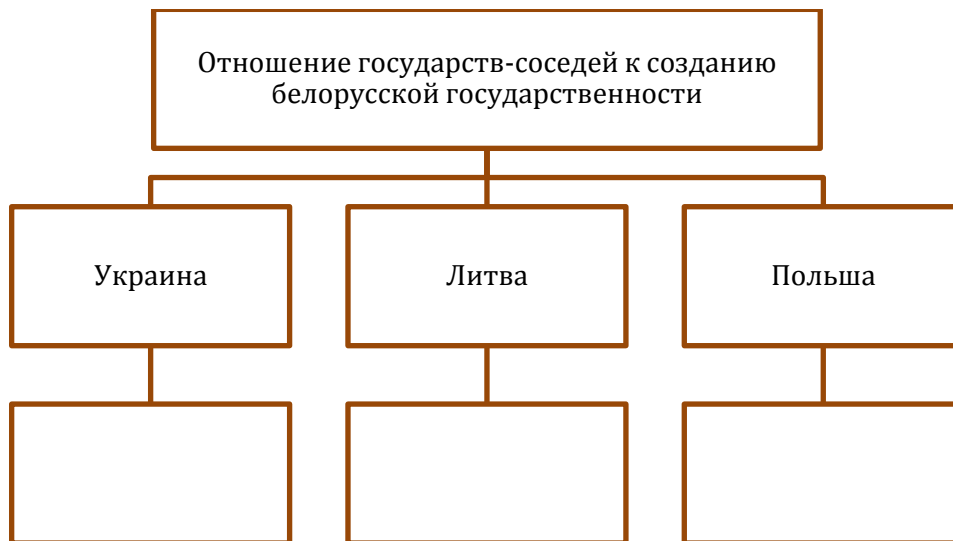 Отношение государств-соседей к созданию
белорусской государственности
Украина
Литва
Польша